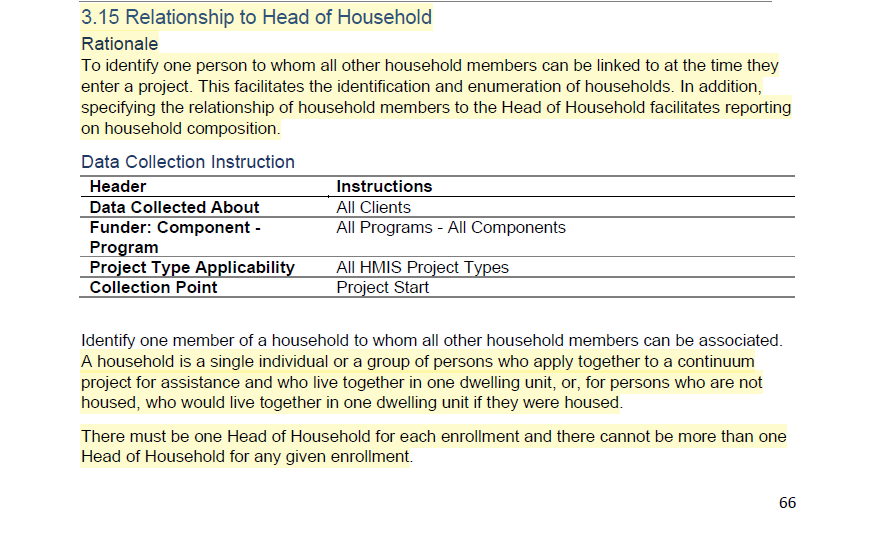 3.15 Relationship to Head of Household
Rationale
To identify one person to whom all other household members can be linked to at the time they
enter a project. This facilitates the identification and enumeration of households. In addition,
specifying the relationship of household members to the Head of Household facilitates reporting
on household composition.
Data Collection Instruction
Header Instructions
Data Collected About All Clients
Funder: Component - All Programs - All Components
Program
Project Type Applicability All HMIS Project Types
Collection Point Project Start
Identify one member of a household to whom all other household members can be associated.
A household is a single individual or a group of persons who apply together to a continuum
project for assistance and who live together in one dwelling unit, or, for persons who are not
housed, who would live together in one dwelling unit if they were housed.
There must be one Head of Household for each enrollment and there cannot be more than one
Head of Household for any given enrollment.
66